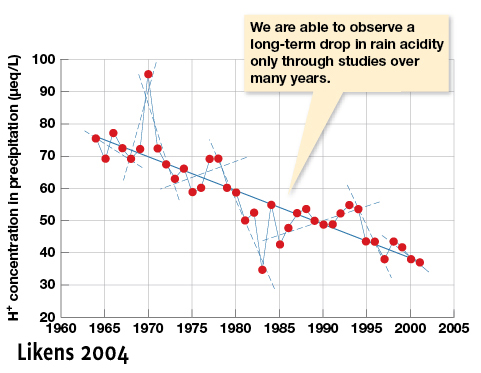 We are able to observe a
long-term drop in rain acidity
only through studies over
many years.
H+ concentration in precipitation (µeq/L)
100
90
80
70
60
50
40
30
20
1960 1965 1970 1975 1980 1985 1990 1995 2000 2005
Likens 2004